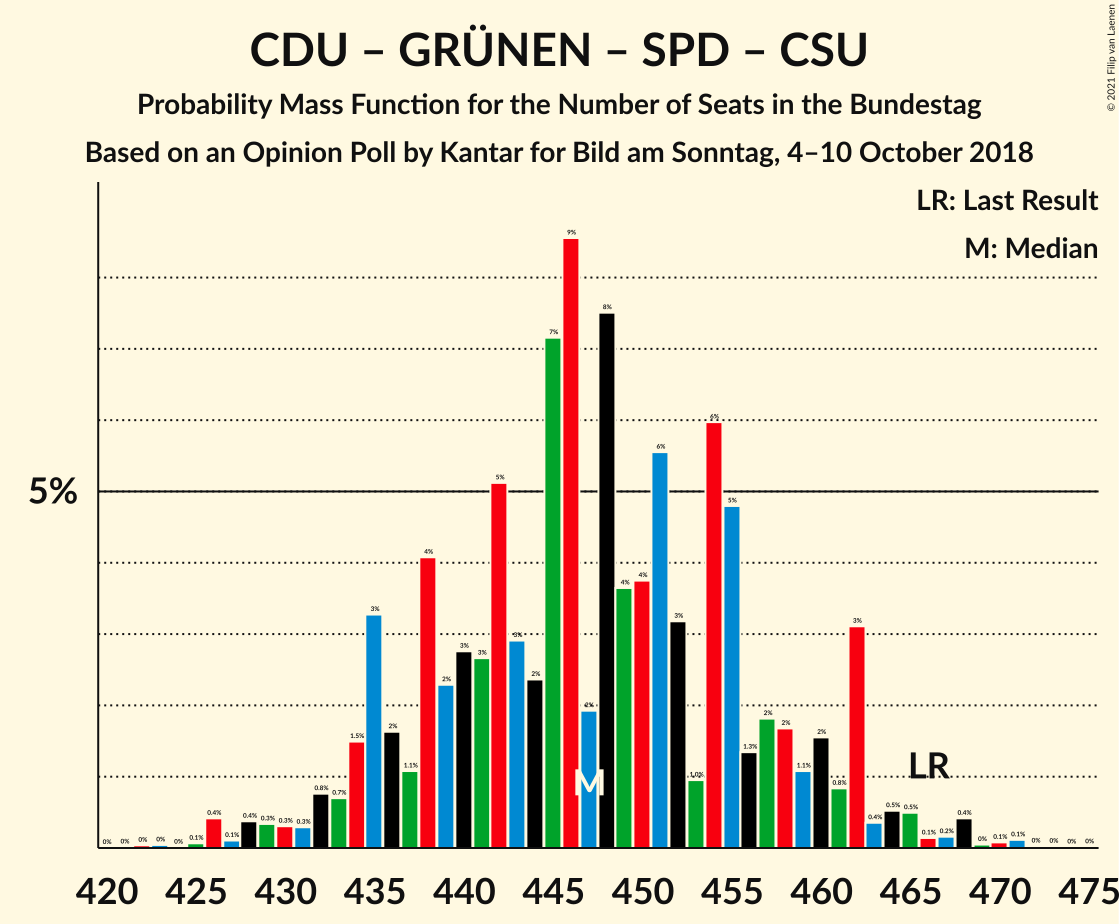 CDU – GRÜNEN – SPD – CSU
Probability Mass Function for the Number of Seats in the Bundestag
Based on an Opinion Poll by Kantar for Bild am Sonntag, 4–10 October 2018
© 2021 Filip van Laenen
LR: Last Result
M: Median
5%
0% 0% 0% 0% 0% 0.1% 0.4% 0.1% 0.4% 0.3% 0.3% 0.3% 0.8% 0.7% 1.5% 3% 2% 1.1% 4% 2% 3% 3% 5% 3% 2% 7% 9% 2% 8% 4% 4% 6% 3% 1.0% 6% 5% 1.3% 2% 2% 1.1% 2% 0.8% 3% 0.4% 0.5% 0.5% 0.1% 0.2% 0.4% 0% 0.1% 0.1% 0% 0% 0% 0%
M
LR
420 425 430 435 440 445 450 455 460 465 470 475